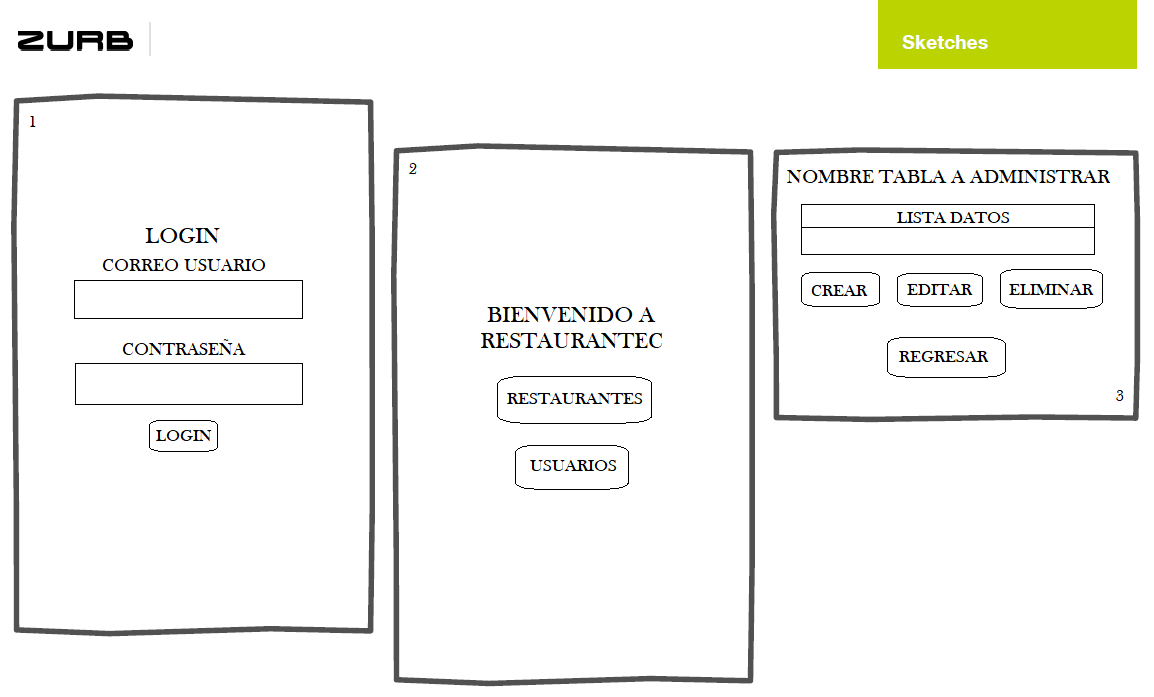 ZURB
Sketches
1
LOGIN
CORREO USUARIO
CONTRASEÑA
LOGIN
2
BIENVENIDO A
RESTAURANTEC
RESTAURANTES
USUARIOS
NOMBRE TABLA A ADMINISTRAR
LISTA DATOS
CREAR
EDITAR
ELIMINAR
REGRESAR
3